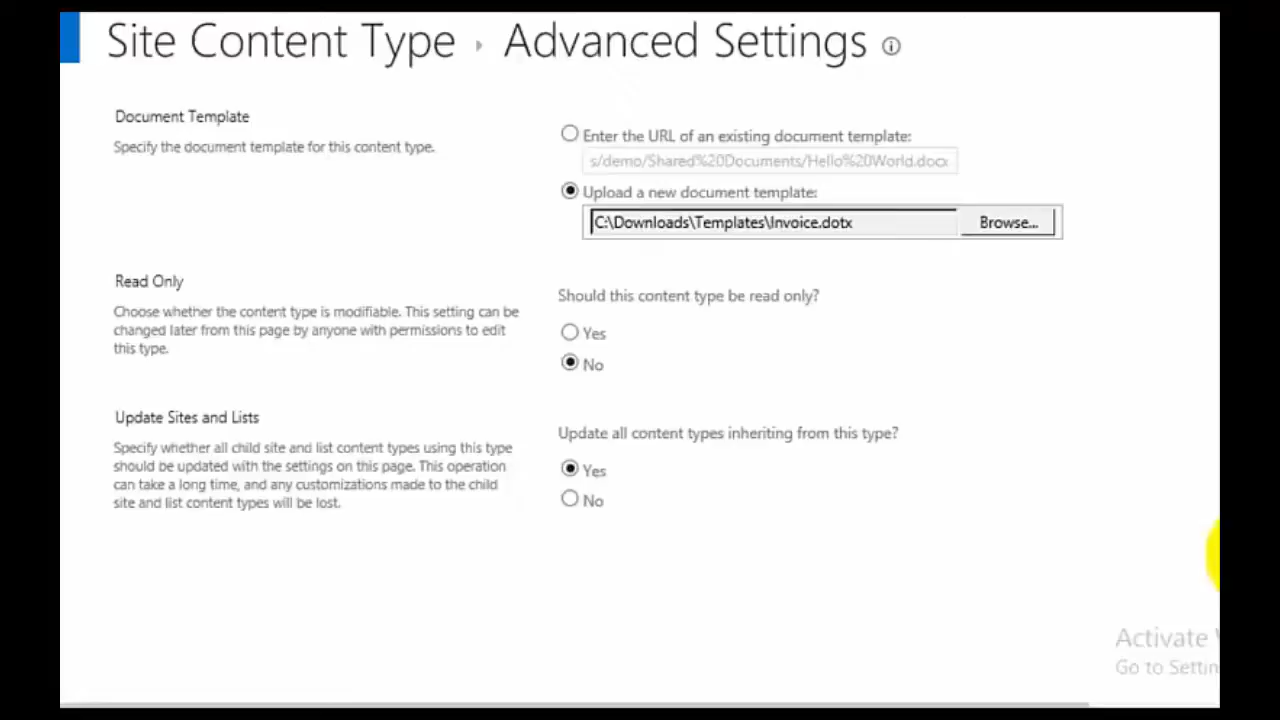 Site Content Type ▸ Advanced Settings
Document Template
Specify the document template for this content type.
Enter the URL of an existing document template:
s/demo/Shared%20Documents/Hello%20World.docx
Upload a new document template:
C:\Downloads\Templates\Invoice.dotx
Browse...
Read Only
Choose whether the content type is modifiable. This setting can be
changed later from this page by anyone with permissions to edit
this type.
Should this content type be read only?
Yes
No
Update Sites and Lists
Specify whether all child site and list content types using this type
should be updated with the settings on this page. This operation
can take a long time, and any customizations made to the child
site and list content types will be lost.
Update all content types inheriting from this type?
Yes
No
Activate
Go to